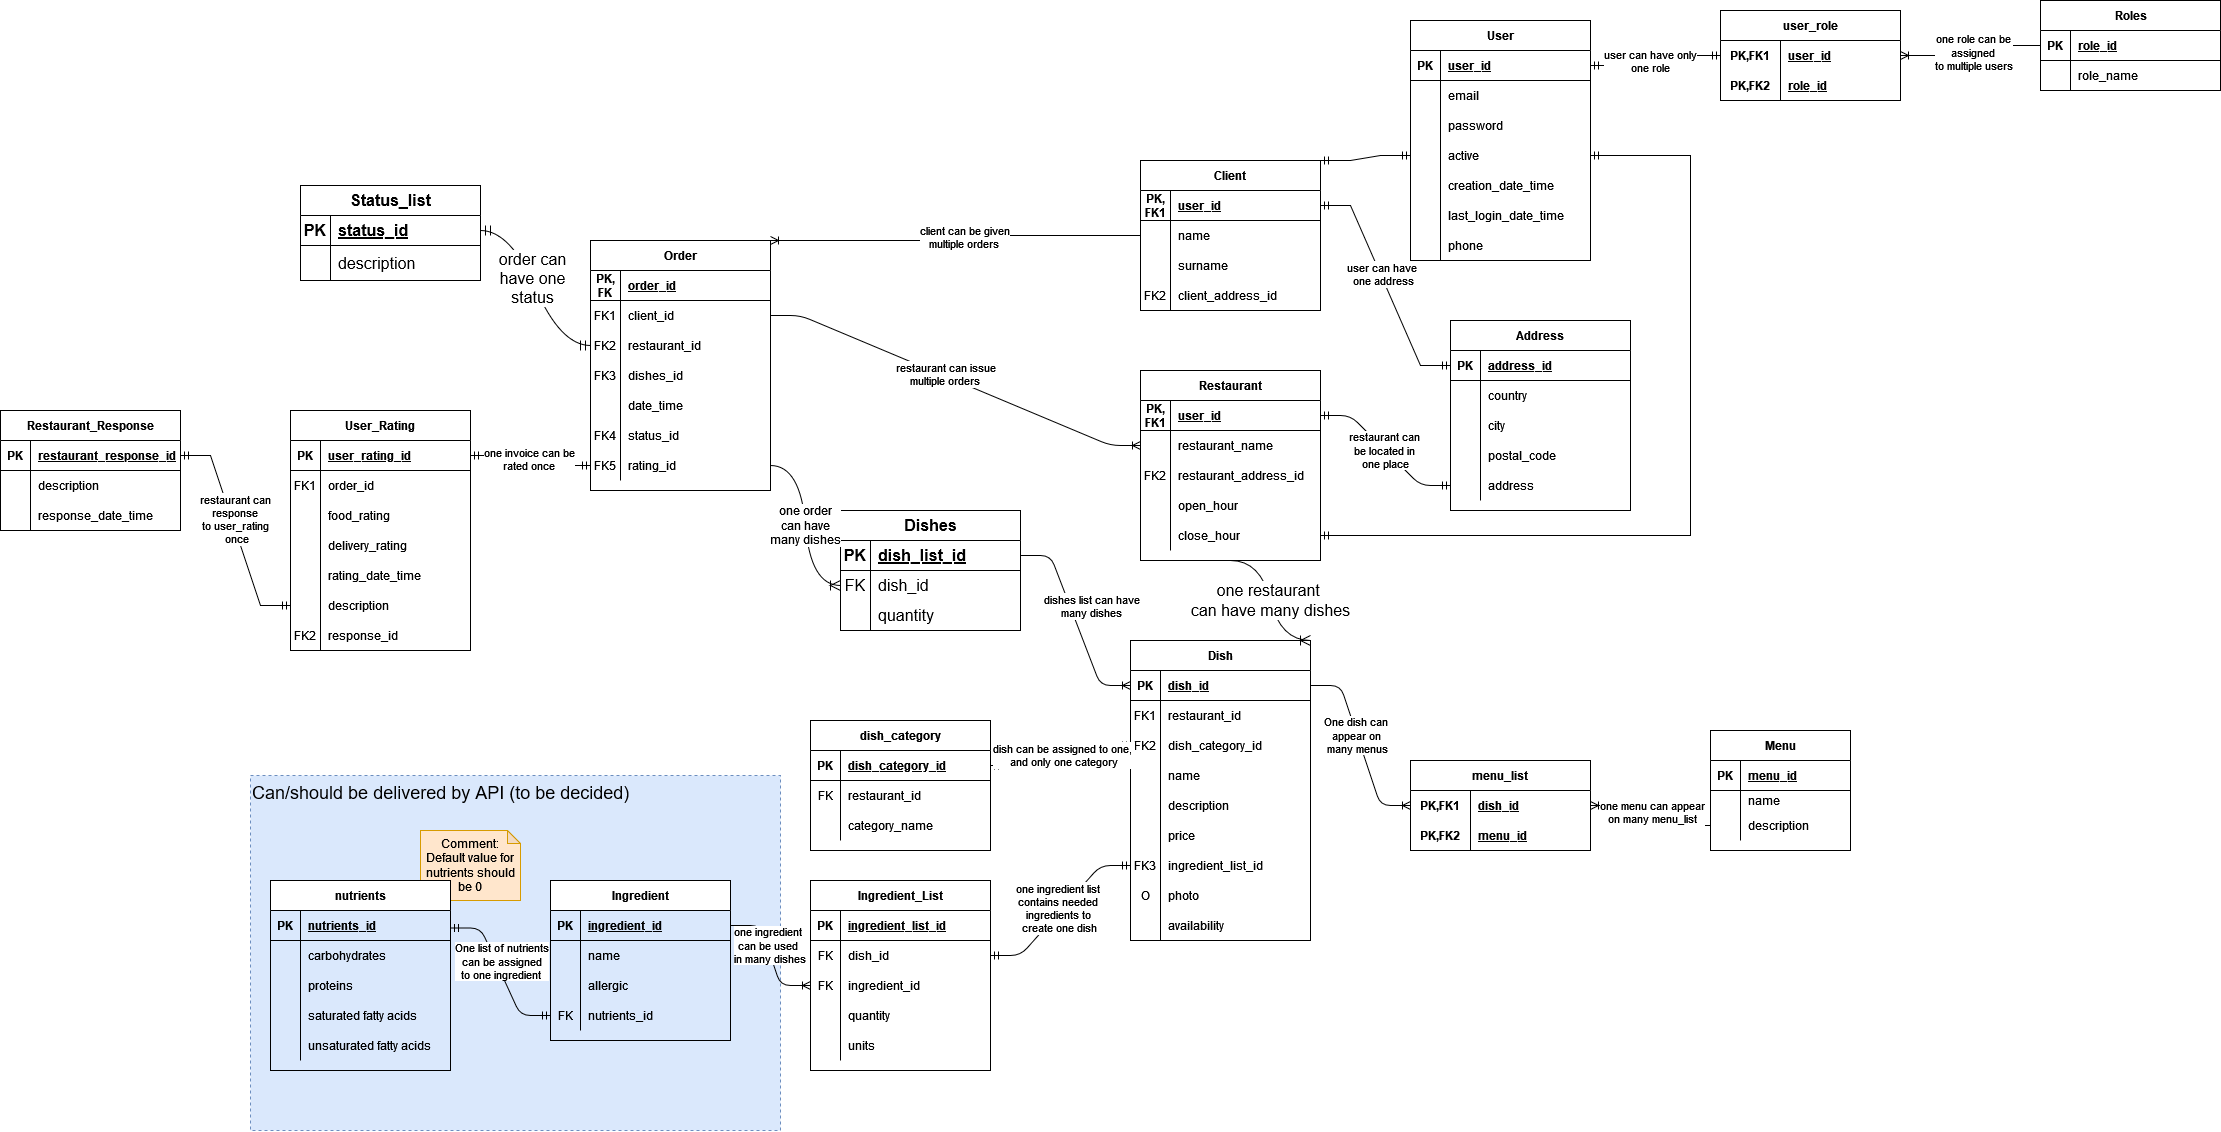 Roles
PK role_id
role_name
one role can be
assigned
to multiple users
user_role
PK,FK1 user_id
PK,FK2 role_id
user can have only
one role
User
PK user_id
email
password
active
creation_date_time
last_login_date_time
phone
Client
PK,
FK1 user_id
name
surname
FK2 client_address_id
client can be given
multiple orders
user can have
one address
Status_list
PK status_id
description
order can
have one
status
Order
PK,
FK order_id
FK1 client_id
FK2 restaurant_id
FK3 dishes_id
date_time
FK4 status_id
FK5 rating_id
restaurant can issue
multiple orders
Address
PK address_id
country
city
postal_code
address
Restaurant
PK,
FK1 user_id
restaurant_name
FK2 restaurant_address_id
open_hour
close_hour
restaurant can
be located in
one place
Restaurant_Response
PK restaurant_response_id
description
response_date_time
restaurant can
response
to user_rating
once
User_Rating
PK user_rating_id
FK1 order_id
food_rating
delivery_rating
rating_date_time
description
FK2 response_id
one invoice can be
rated once
one order
can have
many dishes
Dishes
PK dish_list_id
FK dish_id
quantity
dishes list can have
many dishes
one restaurant
can have many dishes
Dish
PK dish_id
FK1 restaurant_id
FK2 dish_category_id
name
description
price
FK3 ingredient_list_id
O photo
availability
One dish can
appear on
many menus
menu_list
PK,FK1 dish_id
PK,FK2 menu_id
one menu can appear
on many menu_list
Menu
PK menu_id
name
description
dish_category
PK dish_category_id
FK restaurant_id
category_name
dish can be assigned to one,
and only one category
Can/should be delivered by API (to be decided)
Comment:
Default value for
nutrients should
be 0
nutrients
PK nutrients_id
carbohydrates
proteins
saturated fatty acids
unsaturated fatty acids
One list of nutrients
can be assigned
to one ingredient
Ingredient
PK ingredient_id
name
allergic
FK nutrients_id
one ingredient
can be used
in many dishes
Ingredient_List
PK ingredient_list_id
FK dish_id
FK ingredient_id
quantity
units
one ingredient list
contains needed
ingredients to
create one dish